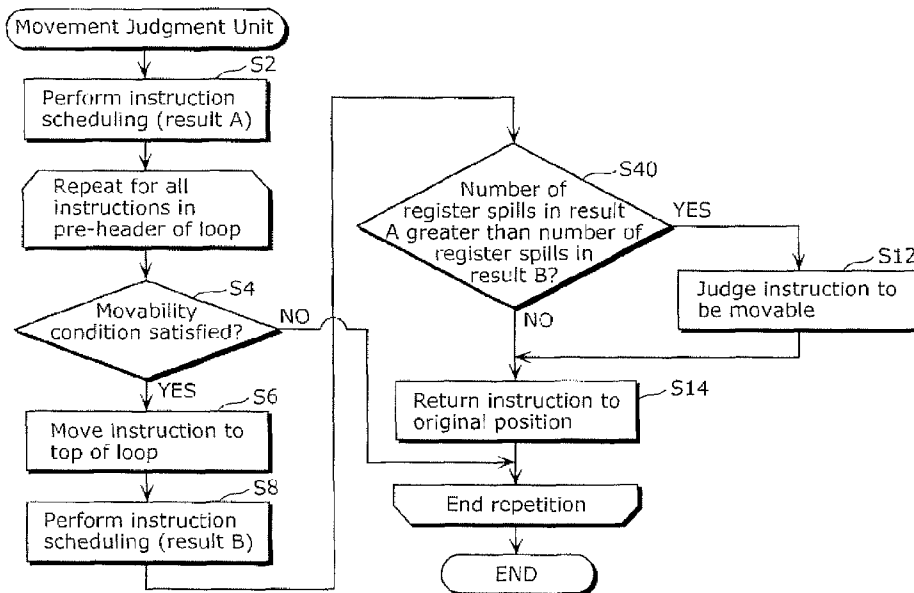 Movement Judgment Unit
S2
Perform instruction
scheduling (result A)
Repeat for all
instructions in
pre-header of loop
S4
Movability
condition satisfied?
NO
YES
S6
Move instruction to
top of loop
S8
Perform instruction
scheduling (result B)
S40
Number of
register spills in result
A greater than number of
register spills in
result B?
YES
NO
S12
Judge instruction to
be movable
S14
Return instruction to
original position
End repetition
END